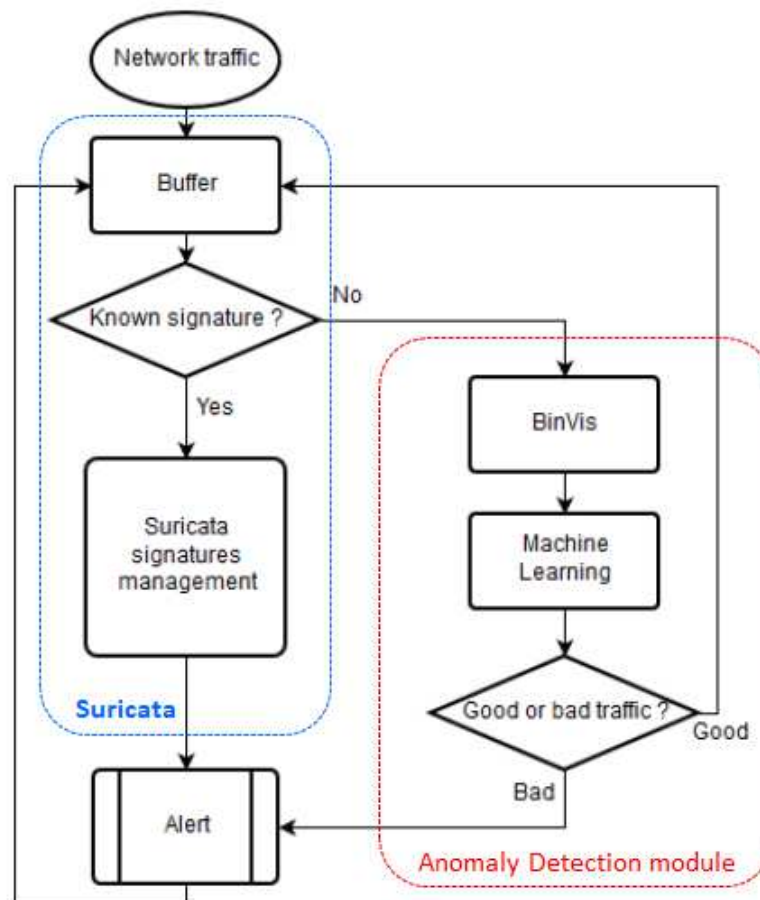 Network traffic
Buffer
Known signature ?
No
Yes
BinVis
Suricata
signatures
management
Machine
Learning
Suricata
Good or bad traffic ?
Good
Bad
Alert
Anomaly Detection module